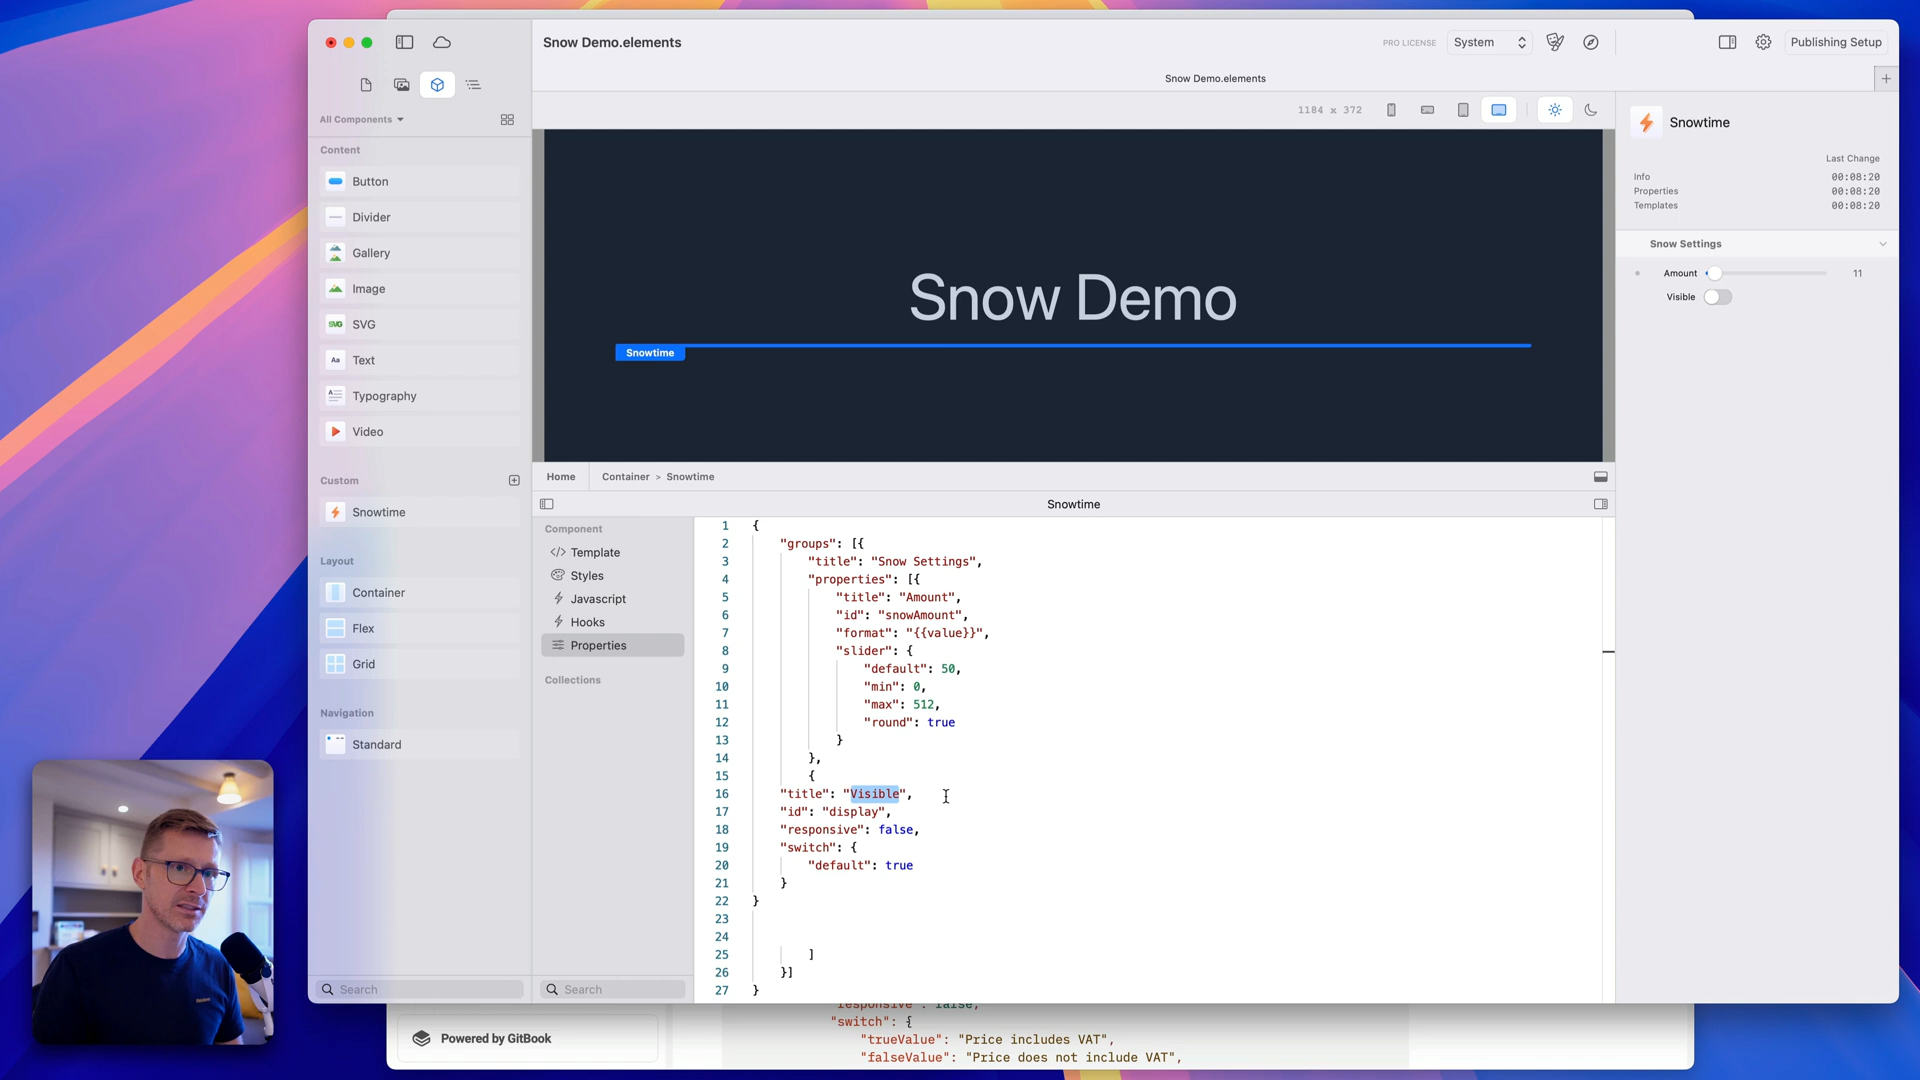 Snow Demo.elements
PRO LICENSE
System
Publishing Setup
Snow Demo.elements
+
All Components
1184 x 372
Content
Button
Divider
Gallery
Image
SVG
SVG
Aa
Text
Typography
Video
Custom
Snowtime
Layout
Container
Flex
Grid
Navigation
Standard
Search
Snow Demo
Snowtime
Home
Container > Snowtime
Snowtime
Component
</> Template
Styles
Javascript
Hooks
Properties
Collections
Search
1 {
2 "groups": [{
3 "title": "Snow Settings",
4 "properties": [{
5 "title": "Amount",
6 "id": "snowAmount",
7 "format": "{{value}}",
8 "slider": {
9 "default": 50,
10 "min": 0,
11 "max": 512,
12 "round": true
13 }
14 },
15 {
16 "title": "Visible",
17 "id": "display",
18 "responsive": false,
19 "switch": {
20 "default": true
21 }
22 }
23
24
25 ]
26 }]
27 }
Snowtime
Last Change
Info 00:08:20
Properties 00:08:20
Templates 00:08:20
Snow Settings
Amount 11
Visible
Powered by GitBook
"responsive": false,
"switch": {
"trueValue": "Price includes VAT",
"falseValue": "Price does not include VAT",